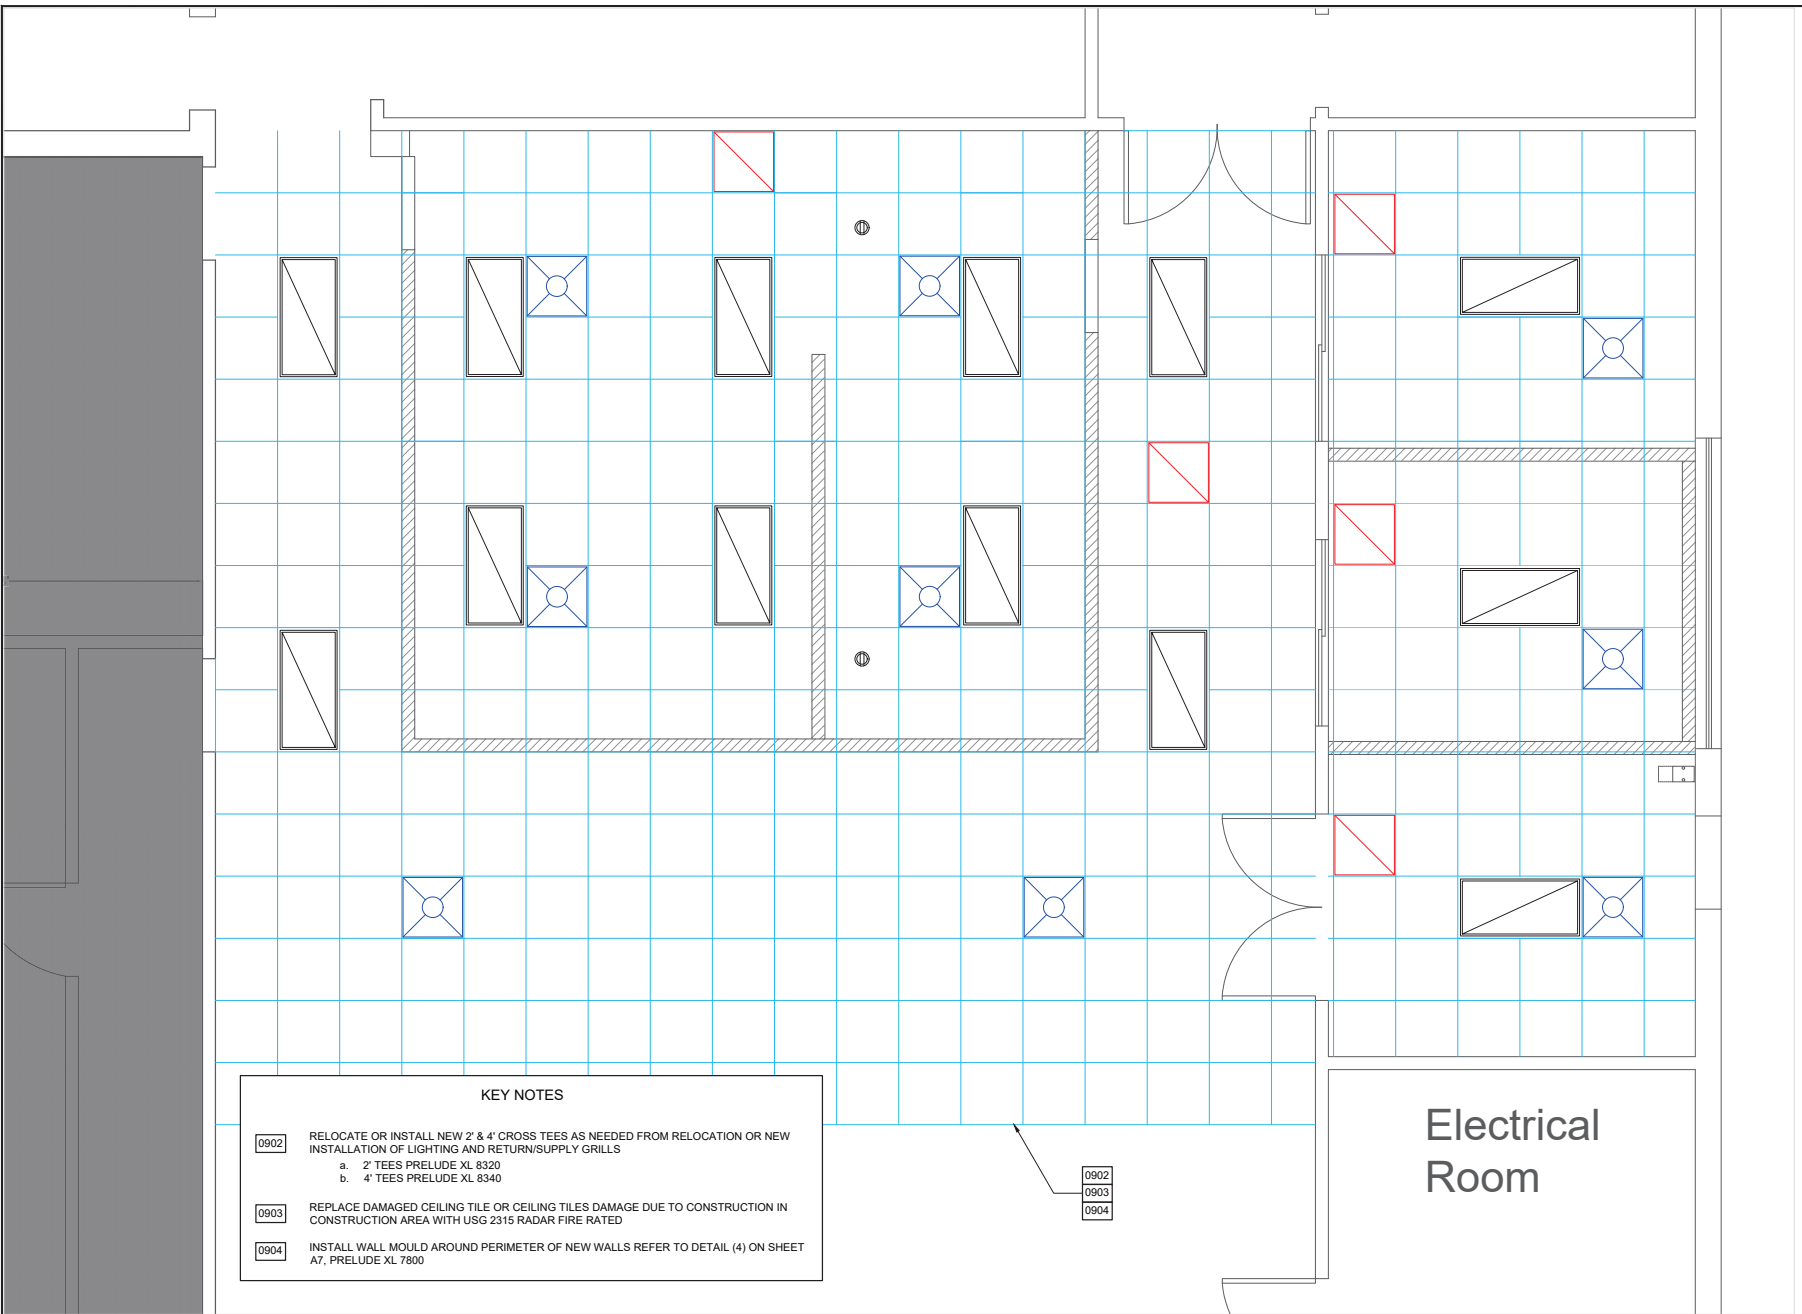 KEY NOTES
0902
RELOCATE OR INSTALL NEW 2' & 4' CROSS TEES AS NEEDED FROM RELOCATION OR NEW
INSTALLATION OF LIGHTING AND RETURN/SUPPLY GRILLS
a. 2' TEES PRELUDE XL 8320
b. 4' TEES PRELUDE XL 8340
0903
REPLACE DAMAGED CEILING TILE OR CEILING TILES DAMAGE DUE TO CONSTRUCTION IN
CONSTRUCTION AREA WITH USG 2315 RADAR FIRE RATED
0904
INSTALL WALL MOULD AROUND PERIMETER OF NEW WALLS REFER TO DETAIL (4) ON SHEET
A7, PRELUDE XL 7800
0902
0903
0904
Electrical
Room